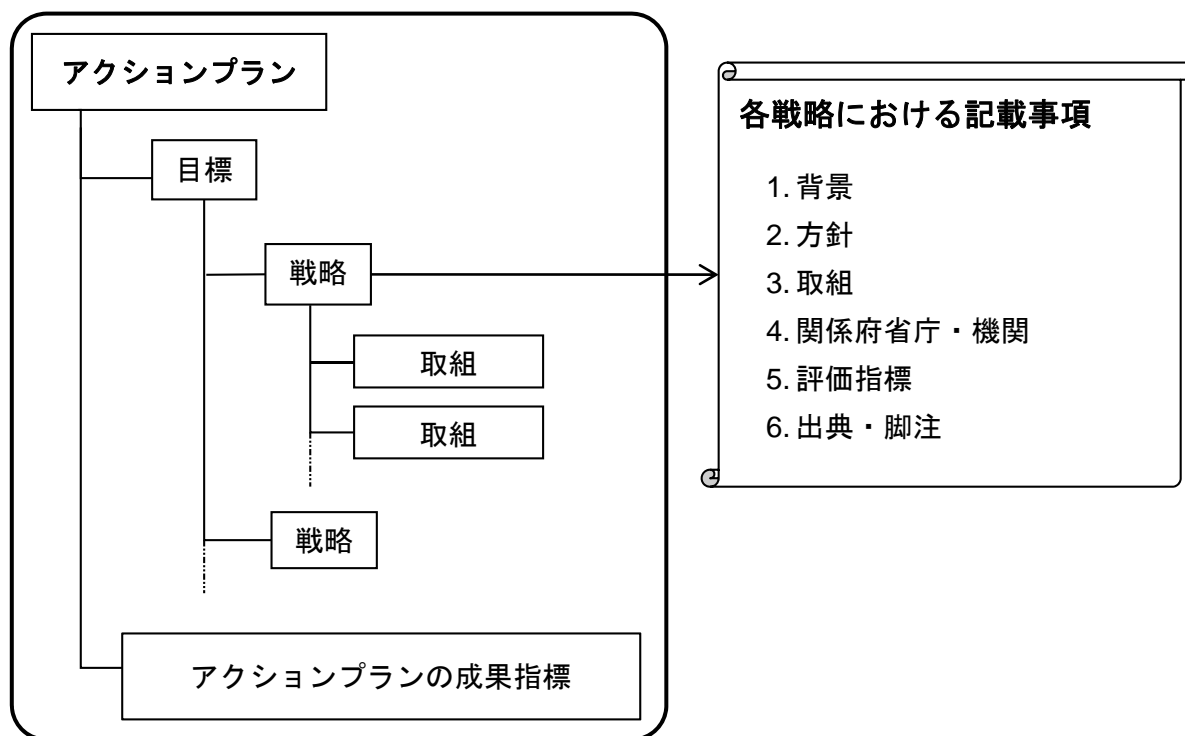 アクションプラン
目標
戦略
取組
取組
戦略
アクションプランの成果指標
各戦略における記載事項
1. 背景
2. 方針
3. 取組
4. 関係府省庁・機関
5. 評価指標
6. 出典・脚注